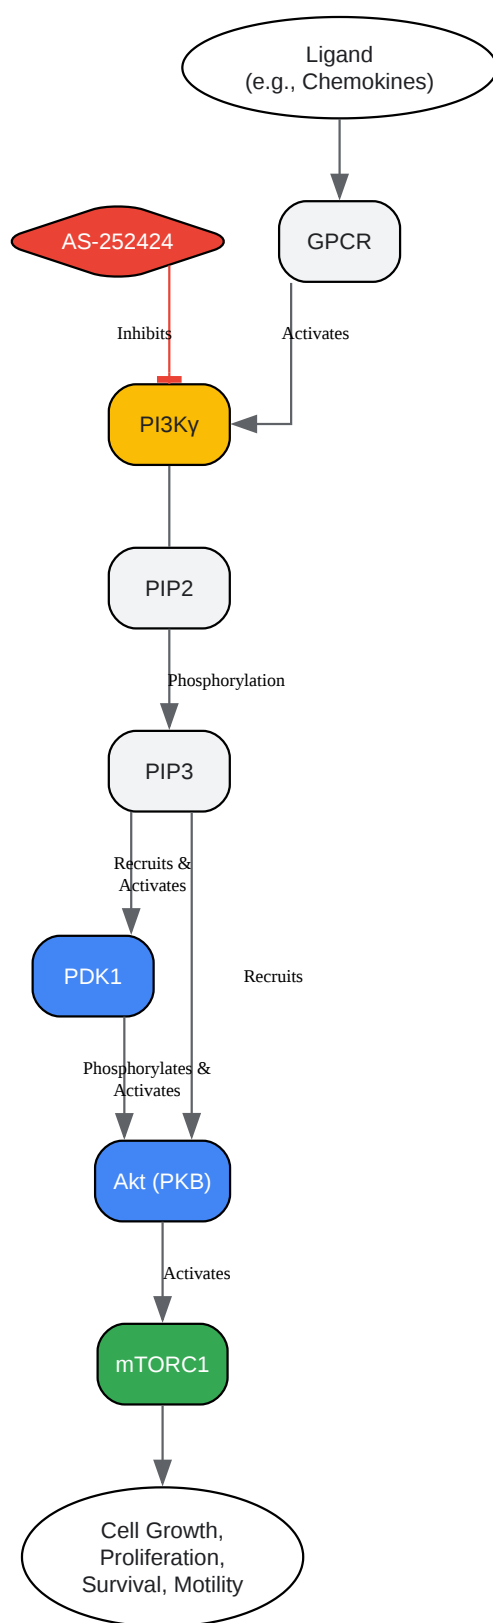 Ligand
(e.g., Chemokines)
AS-252424
GPCR
Inhibits
Activates
PI3Kγ
PIP2
Phosphorylation
PIP3
Recruits &
Activates
PDK1
Recruits
Phosphorylates &
Activates
Akt (PKB)
Activates
mTORC1
Cell Growth,
Proliferation,
Survival, Motility